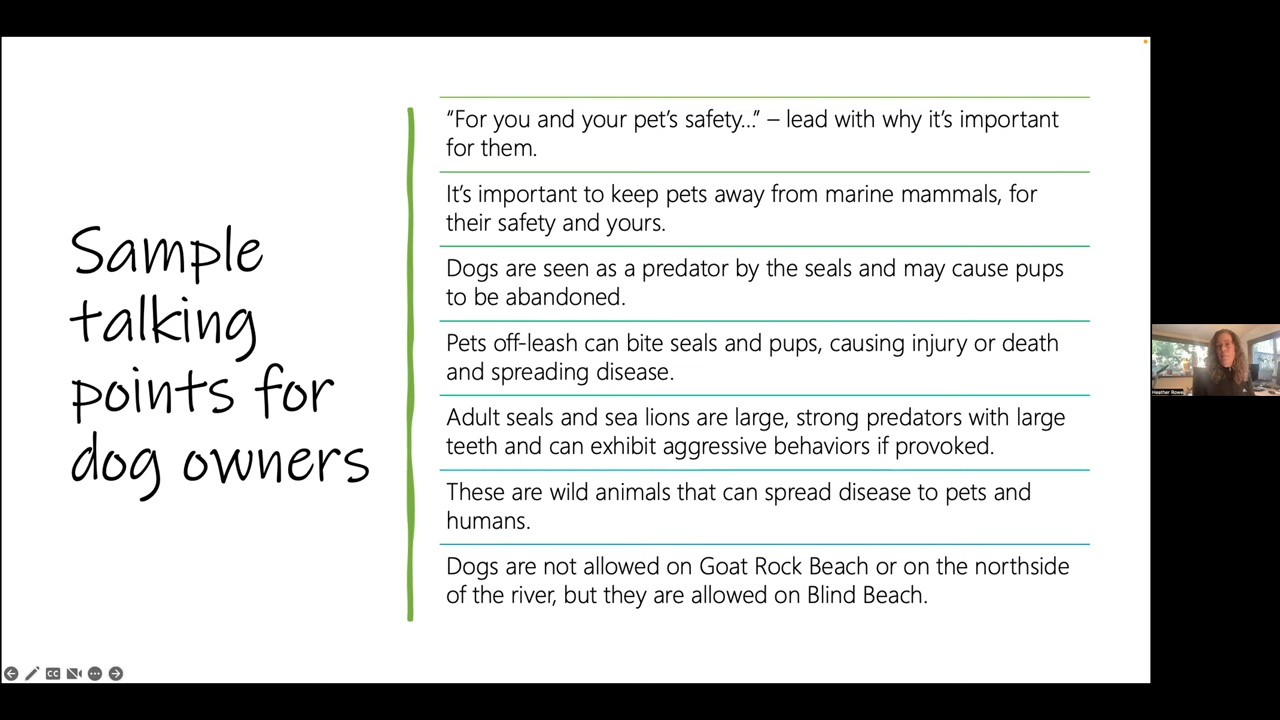 Sample
talking
points for
dog owners
"For you and your pet's safety..." – lead with why it's important
for them.
It's important to keep pets away from marine mammals, for
their safety and yours.
Dogs are seen as a predator by the seals and may cause pups
to be abandoned.
Pets off-leash can bite seals and pups, causing injury or death
and spreading disease.
Adult seals and sea lions are large, strong predators with large
teeth and can exhibit aggressive behaviors if provoked.
These are wild animals that can spread disease to pets and
humans.
Dogs are not allowed on Goat Rock Beach or on the northside
of the river, but they are allowed on Blind Beach.
Heather Rowe
CC